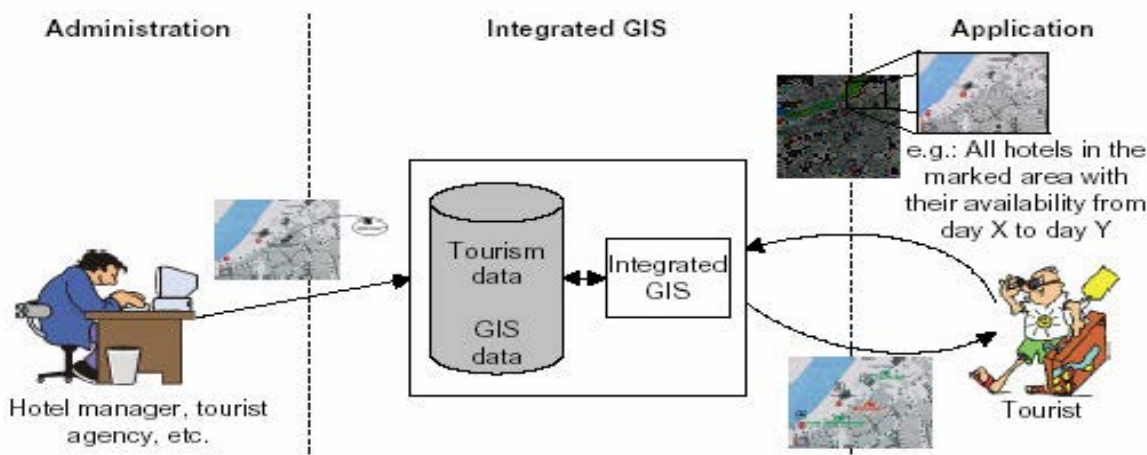 Administration
Integrated GIS
Application
e.g.: All hotels in the
marked area with
their availability from
day X to day Y
Tourism
data
GIS
data
Integrated
GIS
Hotel manager, tourist
agency, etc.
Tourist